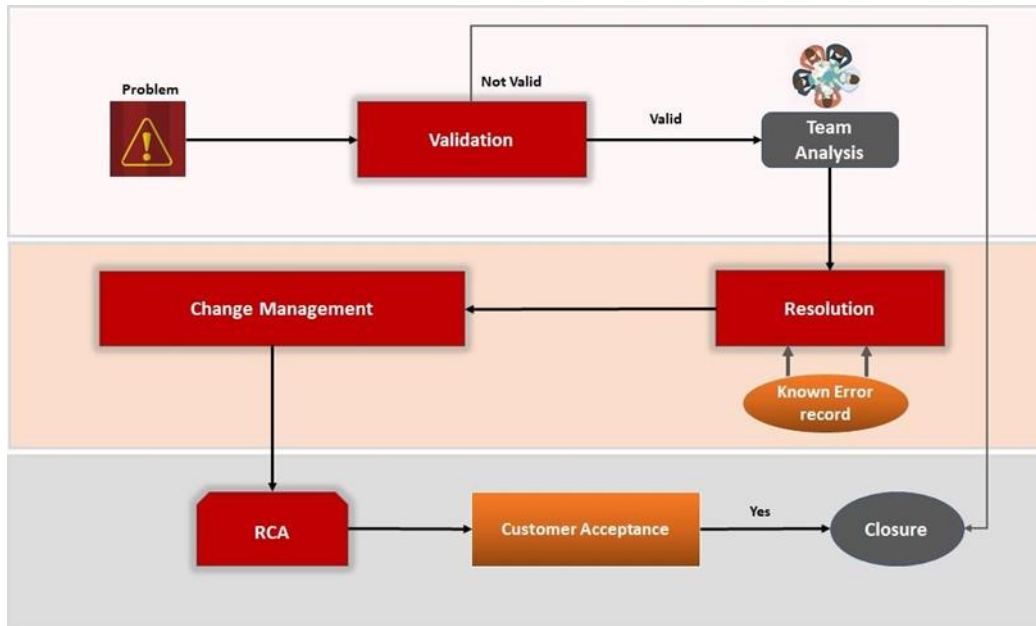 Problem
Not Valid
Validation
Valid
Team
Analysis
Change Management
Resolution
Known Error
record
RCA
Customer Acceptance
Yes
Closure